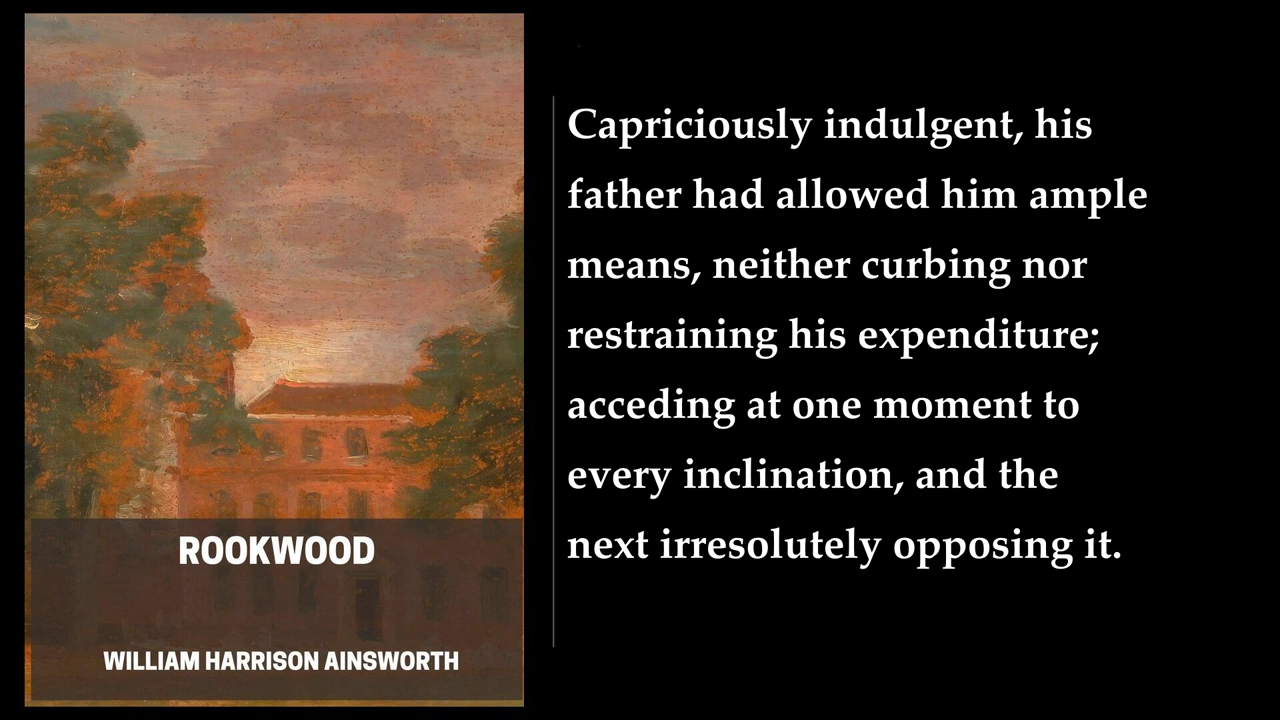 ROOKWOOD
WILLIAM HARRISON AINSWORTH
Capriciously indulgent, his
father had allowed him ample
means, neither curbing nor
restraining his expenditure;
acceding at one moment to
every inclination, and the
next irresolutely opposing it.